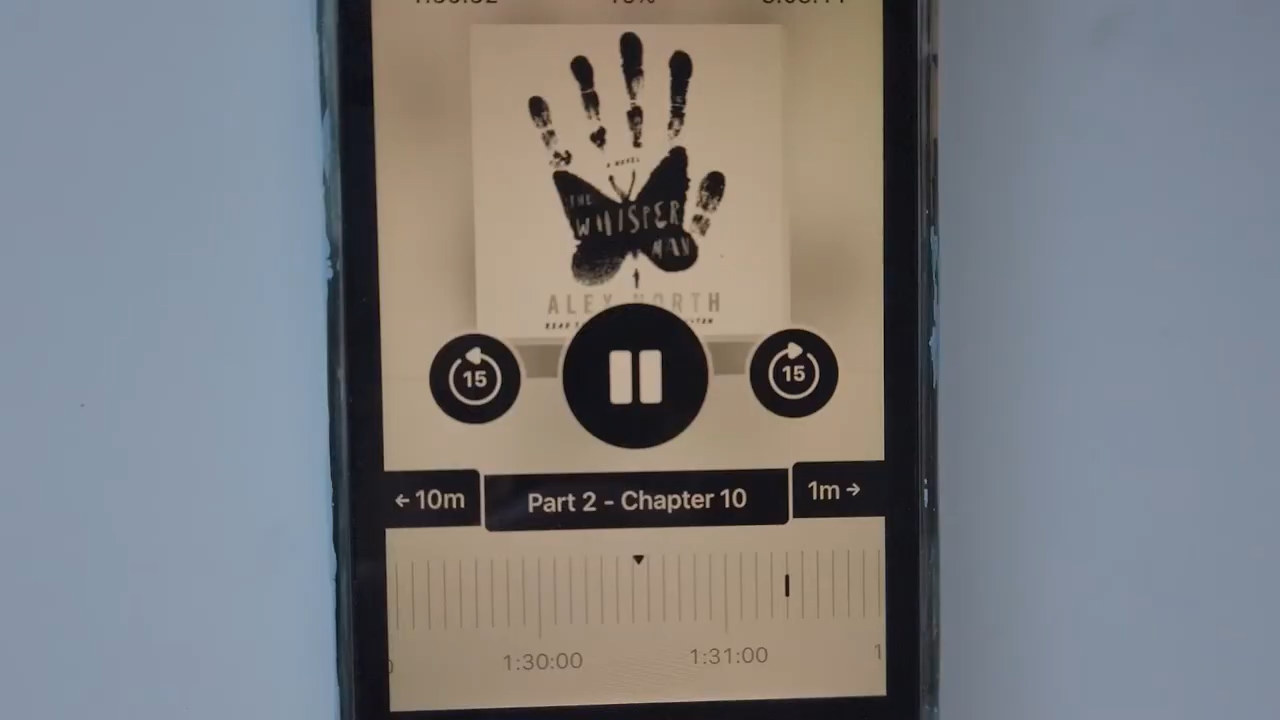 A NOVEL
THE
WHISPER
MAN
ALEX NORTH
READ
15
15
← 10m
Part 2 - Chapter 10
1m →
1:30:00
1:31:00